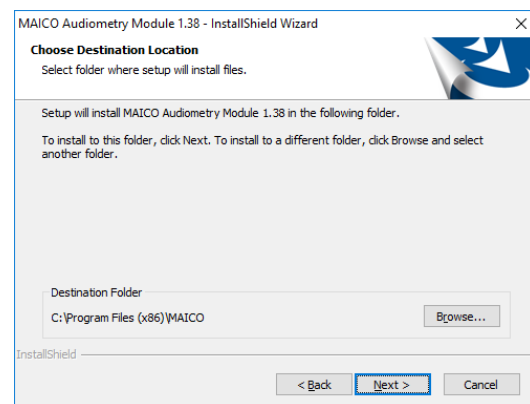 MAICO Audiometry Module 1.38 - InstallShield Wizard
Choose Destination Location
Select folder where setup will install files.
Setup will install MAICO Audiometry Module 1.38 in the following folder.
To install to this folder, click Next. To install to a different folder, click Browse and select
another folder.
Destination Folder
C:\Program Files (x86)\MAICO
Browse...
InstallShield
< Back
Next >
Cancel